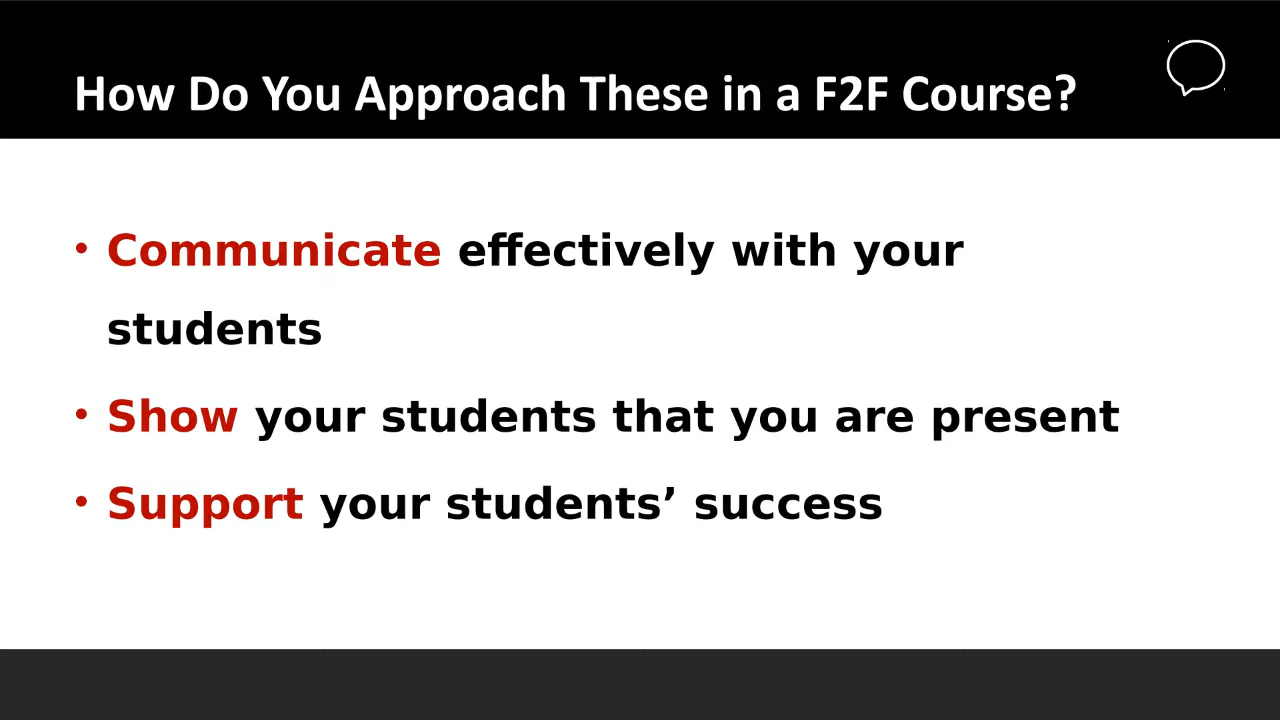 How Do You Approach These in a F2F Course?
• Communicate effectively with your
students
• Show your students that you are present
• Support your students’ success